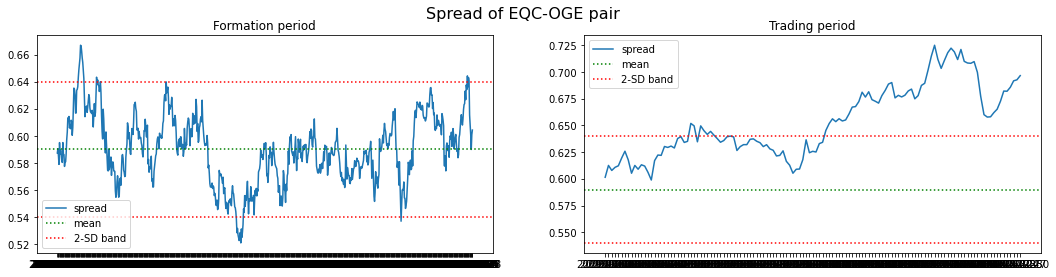 Spread of EQC-OGE pair
Formation period
0.66
0.64
0.62
0.60
0.58
0.56
0.54
0.52
spread
mean
2-SD band
Trading period
0.725
0.700
0.675
0.650
0.625
0.600
0.575
0.550
spread
mean
2-SD band